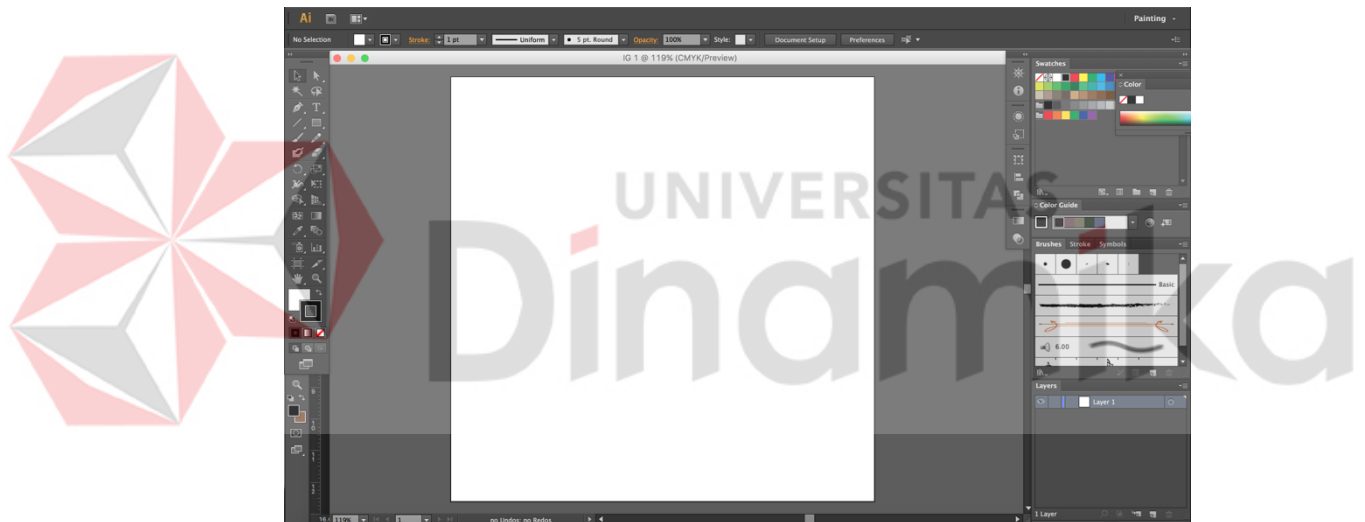 Ai
Painting
No Selection
Stroke:
1 pt
Uniform
5 pt. Round
Opacity:
100%
Style:
Document Setup
Preferences
IG 1 @ 119% (CMYK/Preview)
Swatches
Color
UNIVERSITAS
Dinamika
Color Guide
Brushes
Stroke
Symbols
Basic
6.00
Layers
Layer 1
119%
1
no Undos: no Redos
1 Layer